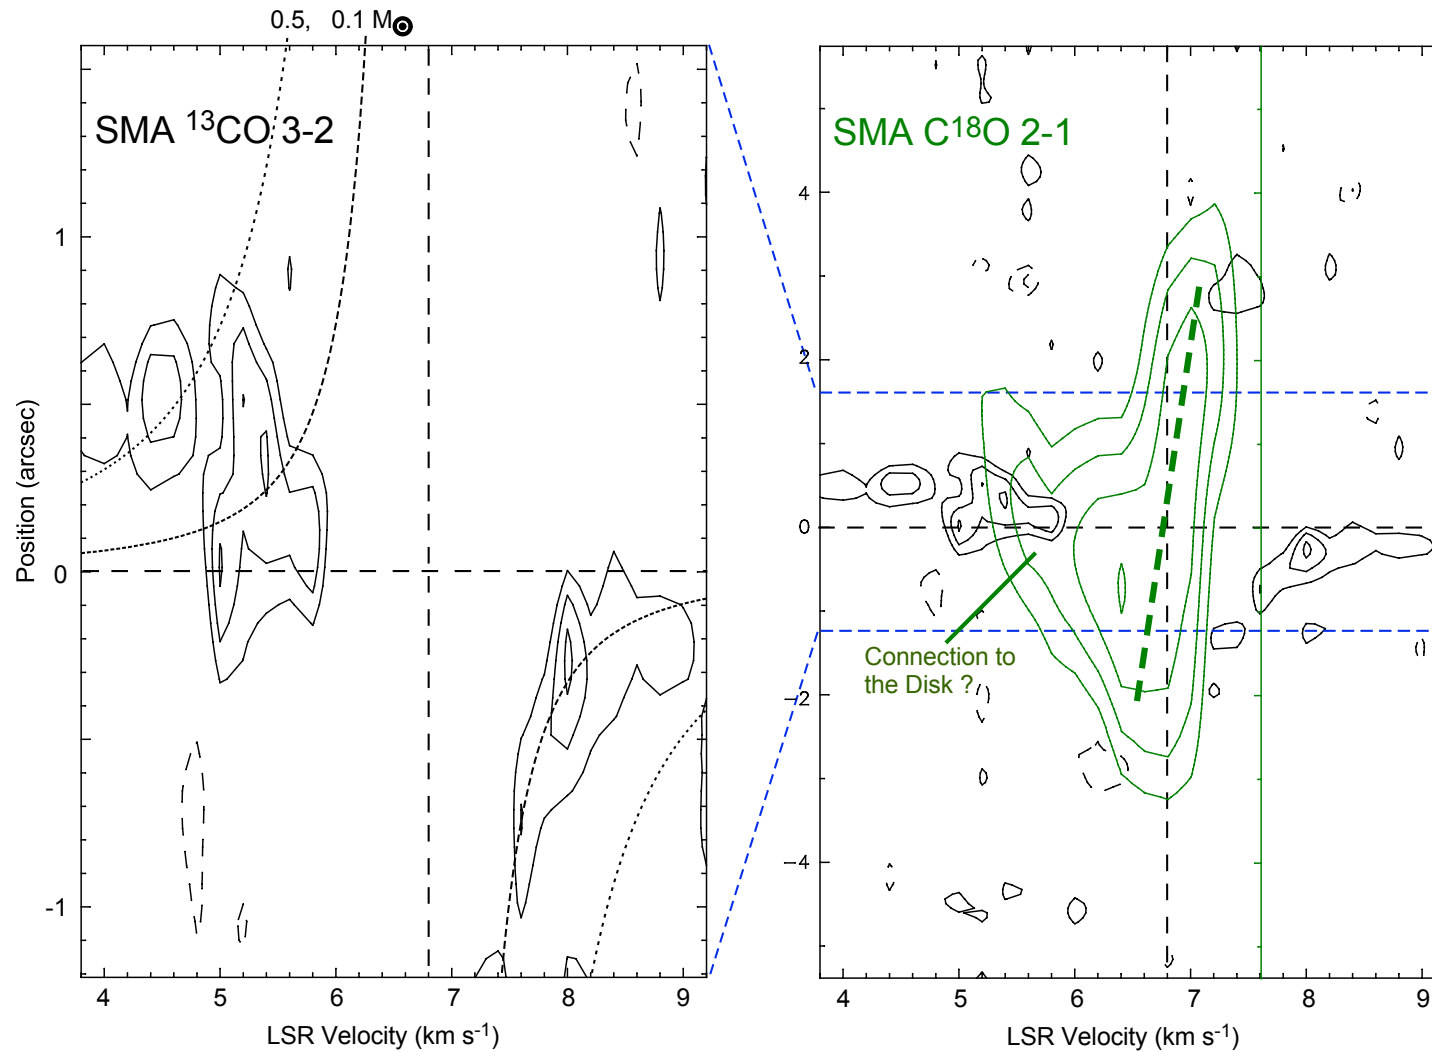 0.5, 0.1 M☉
SMA ¹³CO 3-2
SMA C¹⁸O 2-1
1
0
-1
Position (arcsec)
4 5 6 7 8 9
LSR Velocity (km s⁻¹)
4
2
0
−2
−4
Connection to
the Disk ?
4 5 6 7 8 9
LSR Velocity (km s⁻¹)